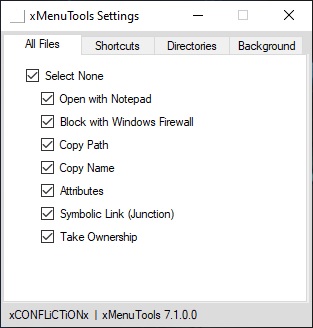 xMenuTools Settings
All Files Shortcuts Directories Background
Select None
Open with Notepad
Block with Windows Firewall
Copy Path
Copy Name
Attributes
Symbolic Link (Junction)
Take Ownership
xCONFLiCTiONx | xMenuTools 7.1.0.0